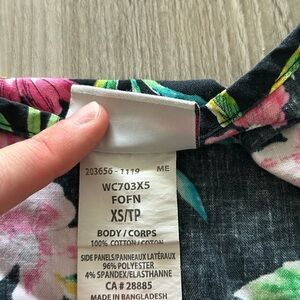 203656 - 1119 ME
WC703X5
FOFN
XS/TP
BODY / CORPS
100% COTTON / COTON
SIDE PANELS/PANNEAUX LATÉRAUX
96% POLYESTER
4% SPANDEX/ELASTHANNE
CA # 28885
MADE IN BANGLADESH